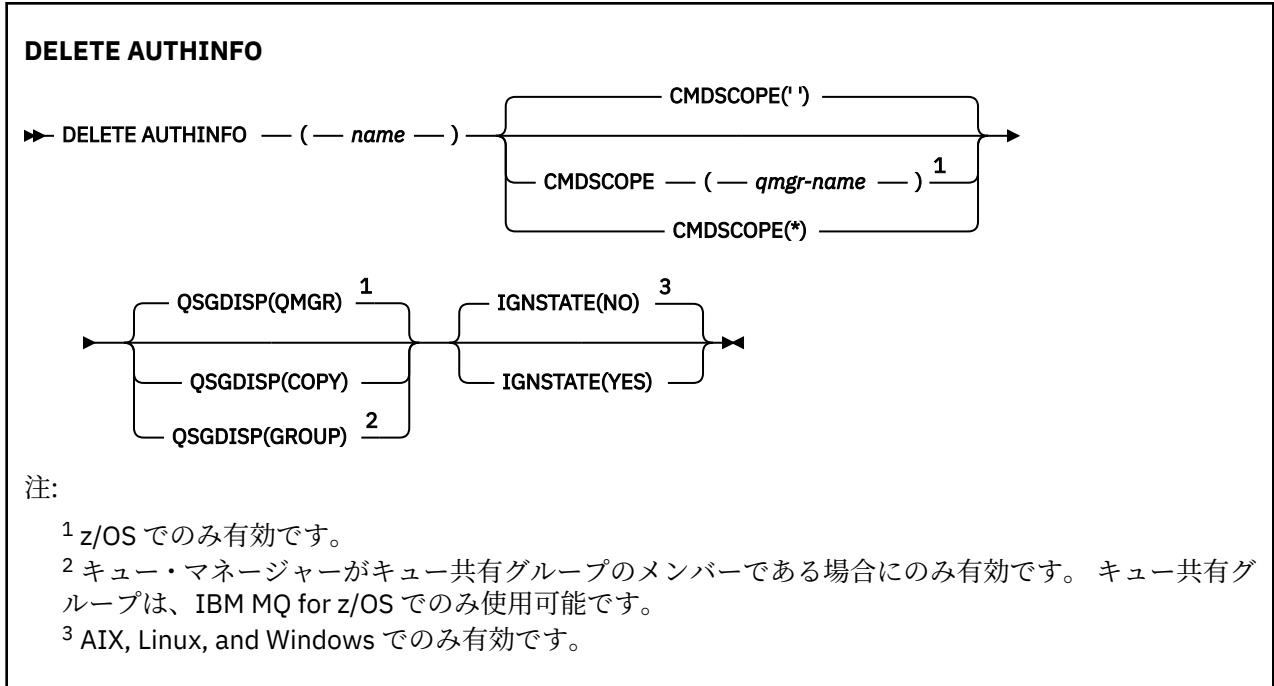 DELETE AUTHINFO
CMDSCOPE(' ')
DELETE AUTHINFO ( name )
CMDSCOPE ( qmgr-name ) 1
CMDSCOPE(*)
QSGDISP(QMGR) 1 IGNSTATE(NO) 3
QSGDISP(COPY) IGNSTATE(YES)
QSGDISP(GROUP) 2
注:
1 z/OS でのみ有効です。
2 キュー・マネージャーがキュー共有グループのメンバーである場合にのみ有効です。 キュー共有グ
ループは、IBM MQ for z/OS でのみ使用可能です。
3 AIX, Linux, and Windows でのみ有効です。